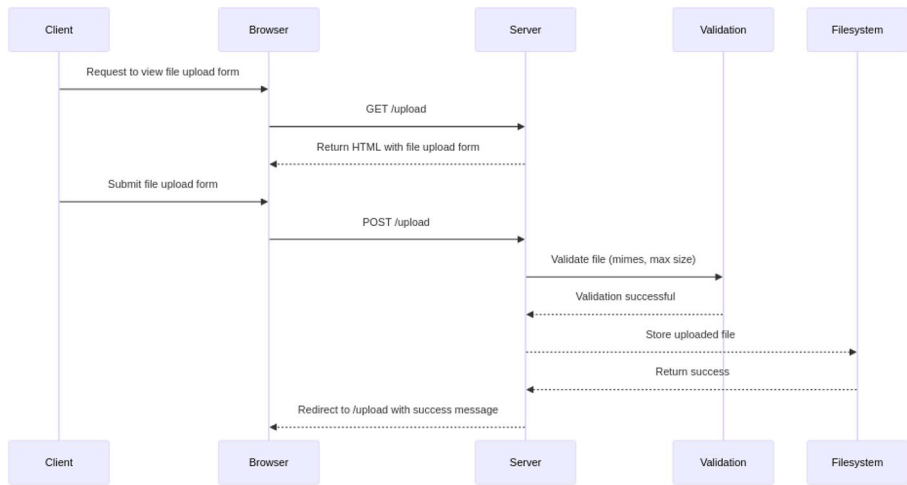 Client
Browser
Server
Validation
Filesystem
Request to view file upload form
GET /upload
Return HTML with file upload form
Submit file upload form
POST /upload
Validate file (mimes, max size)
Validation successful
Store uploaded file
Return success
Redirect to /upload with success message
Client
Browser
Server
Validation
Filesystem